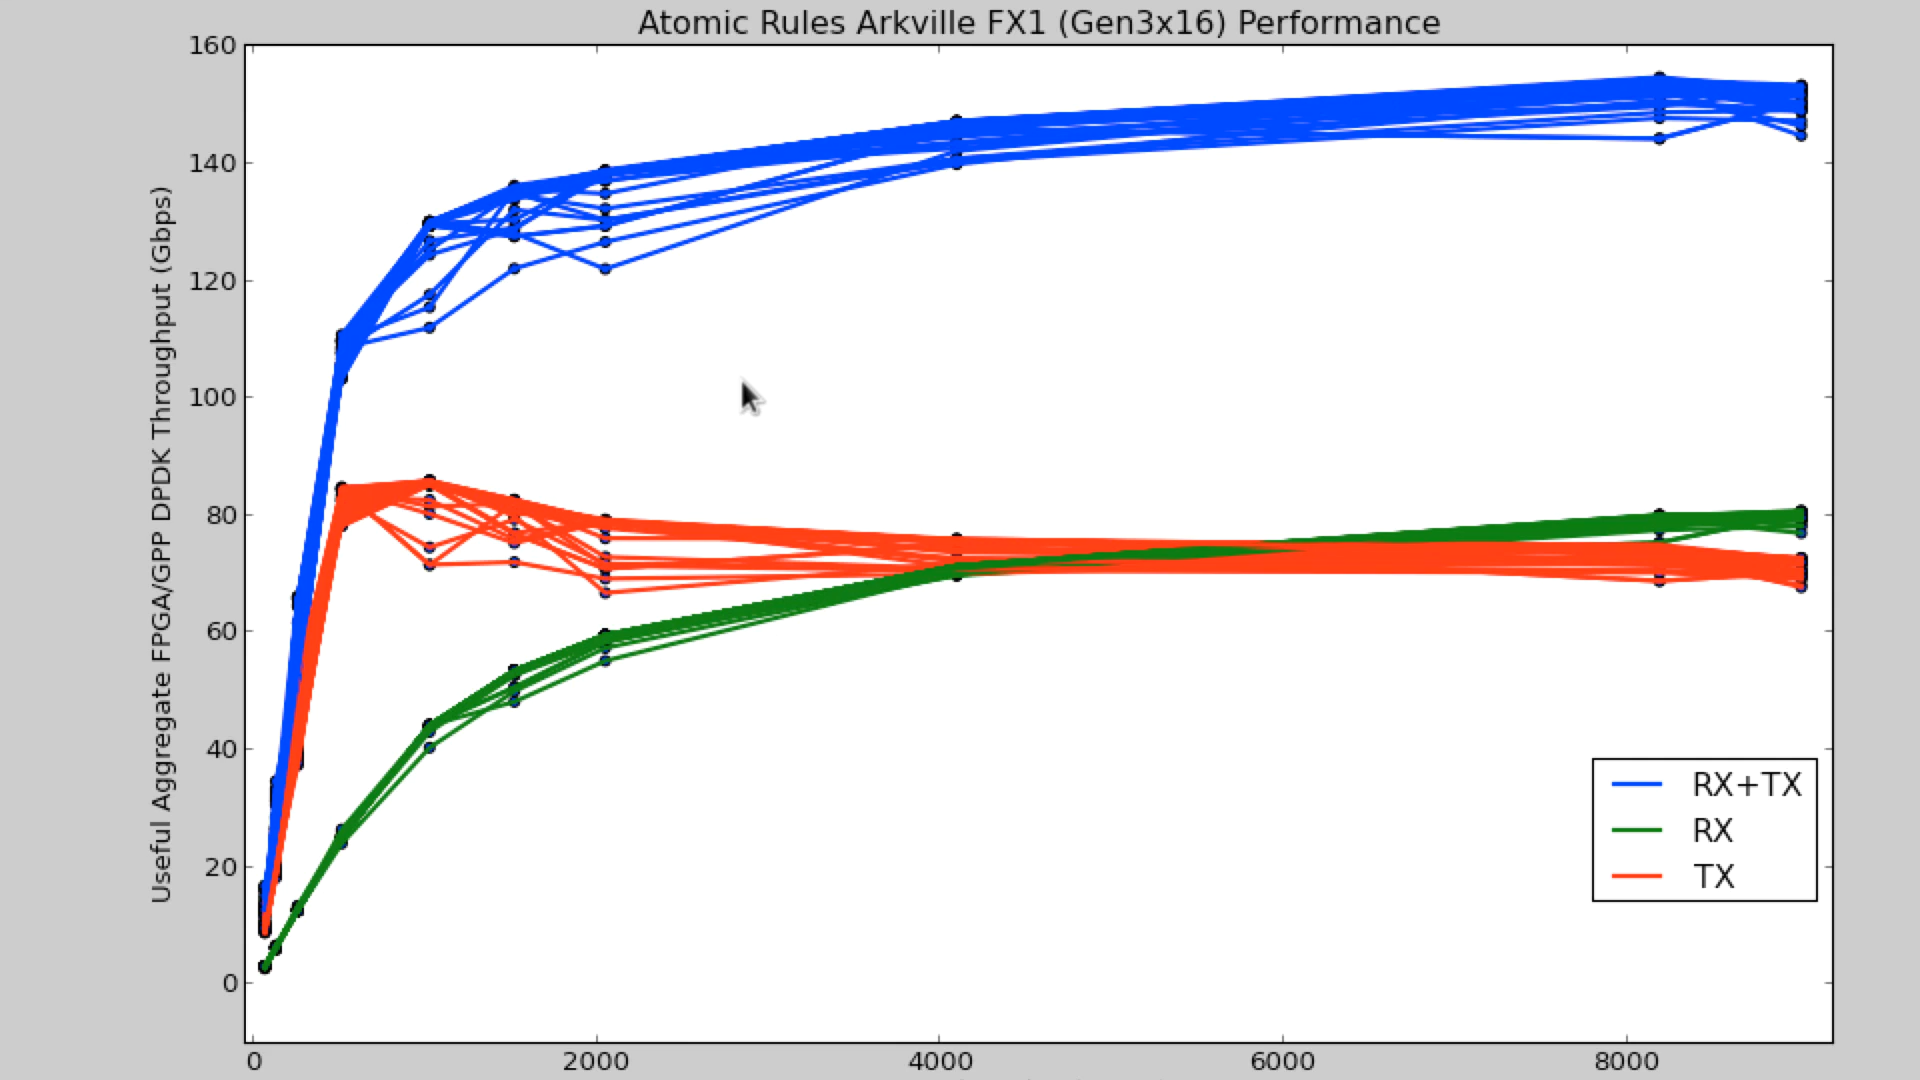 Atomic Rules Arkville FX1 (Gen3x16) Performance
Useful Aggregate FPGA/GPP DPDK Throughput (Gbps)
160
140
120
100
80
60
40
20
0
0 2000 4000 6000 8000
RX+TX
RX
TX